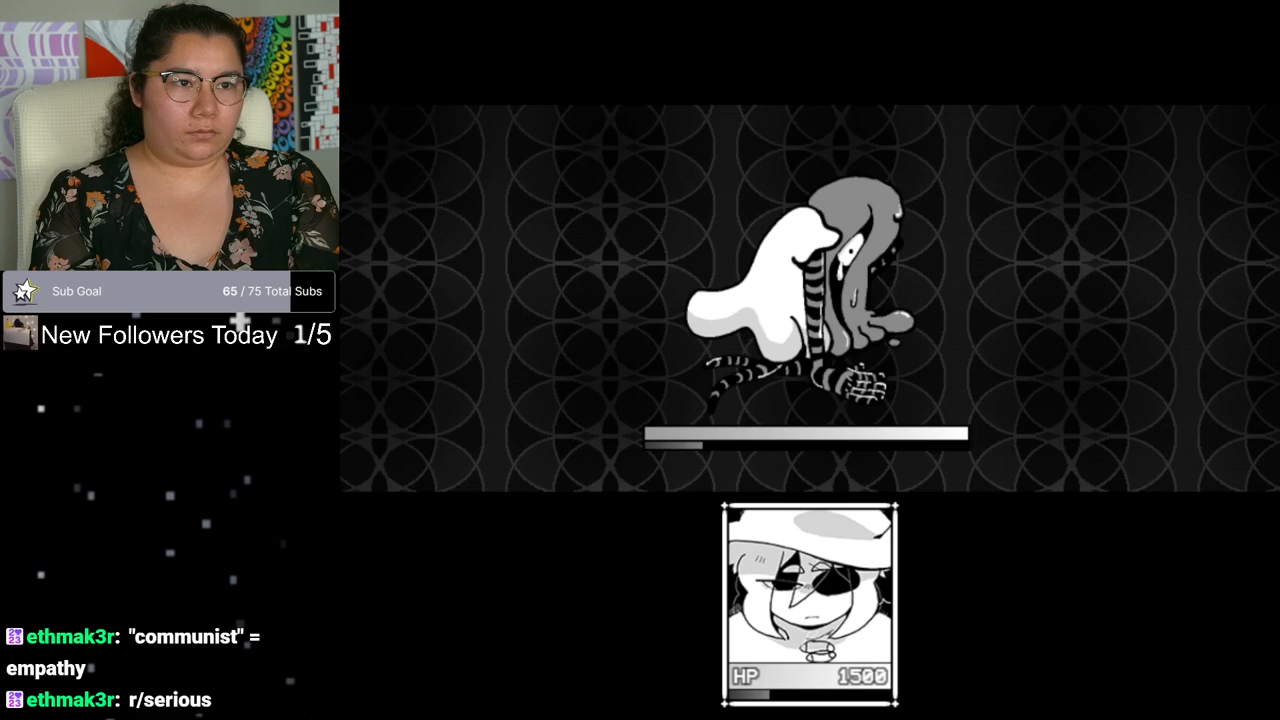 Sub Goal 65 / 75 Total Subs
New Followers Today 1/5
HP 1500
ethmak3r: "communist" =
empathy
ethmak3r: r/serious